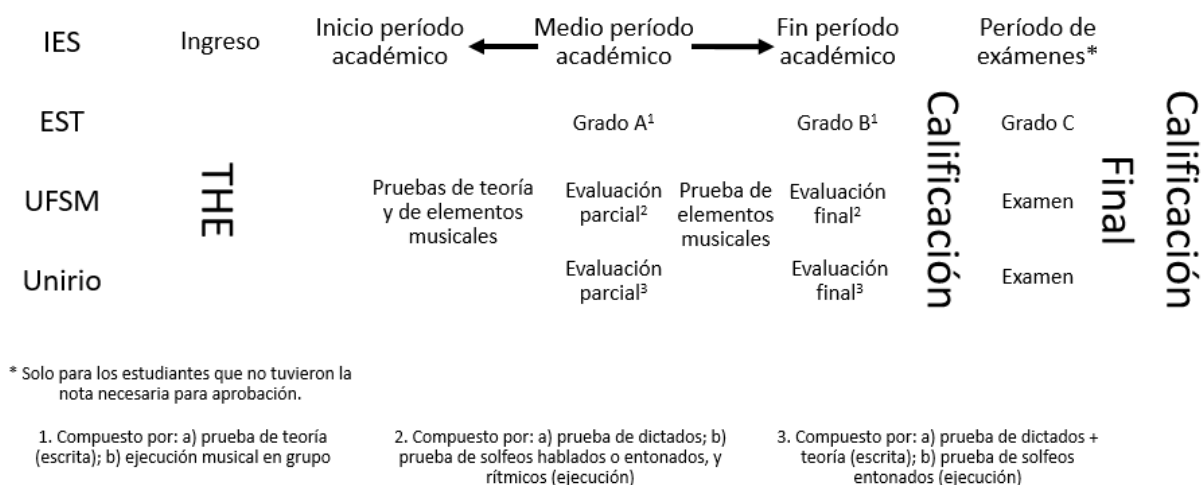 IES
Ingreso
Inicio período
académico
Medio período
académico
Fin período
académico
Período de
exámenes*
EST
Grado A¹
Grado B¹
Grado C
THE
Calificación
Final
Calificación
UFSM
Pruebas de teoría
y de elementos
musicales
Evaluación
parcial²
Prueba de
elementos
musicales
Evaluación
final²
Examen
Unirio
Evaluación
parcial³
Evaluación
final³
Examen
* Solo para los estudiantes que no tuvieron la
nota necesaria para aprobación.
1. Compuesto por: a) prueba de teoría
(escrita); b) ejecución musical en grupo
2. Compuesto por: a) prueba de dictados; b)
prueba de solfeos hablados o entonados, y
rítmicos (ejecución)
3. Compuesto por: a) prueba de dictados +
teoría (escrita); b) prueba de solfeos
entonados (ejecución)